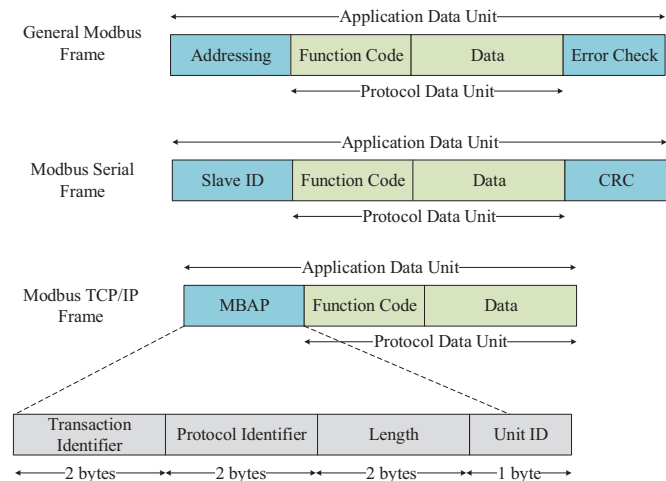 Application Data Unit
General Modbus
Frame
Addressing
Function Code
Data
Error Check
Protocol Data Unit
Application Data Unit
Modbus Serial
Frame
Slave ID
Function Code
Data
CRC
Protocol Data Unit
Application Data Unit
Modbus TCP/IP
Frame
MBAP
Function Code
Data
Protocol Data Unit
Transaction
Identifier
Protocol Identifier
Length
Unit ID
2 bytes
2 bytes
2 bytes
1 byte